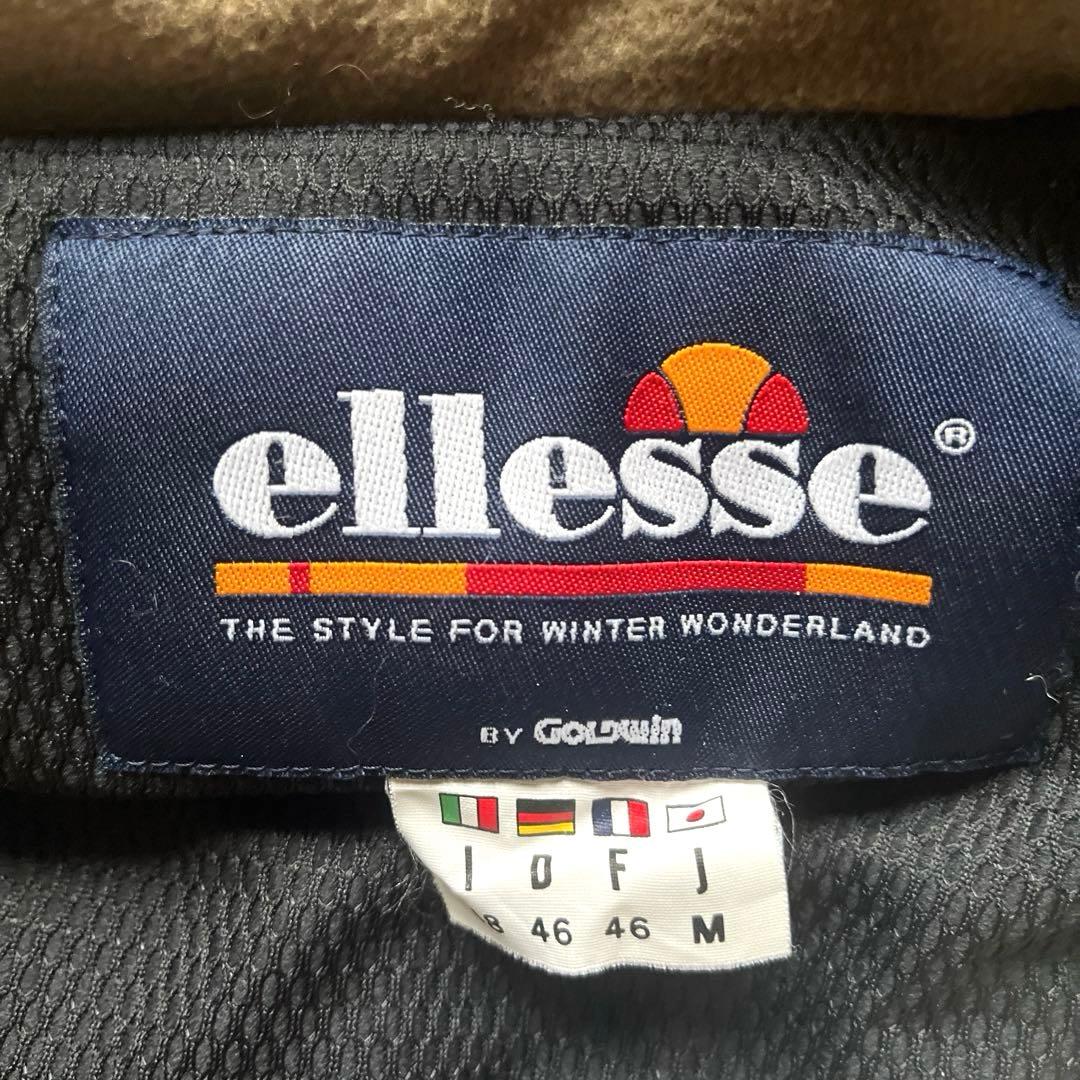 ellesse®
THE STYLE FOR WINTER WONDERLAND
BY GOLDWIN
I D F J
46 46 M